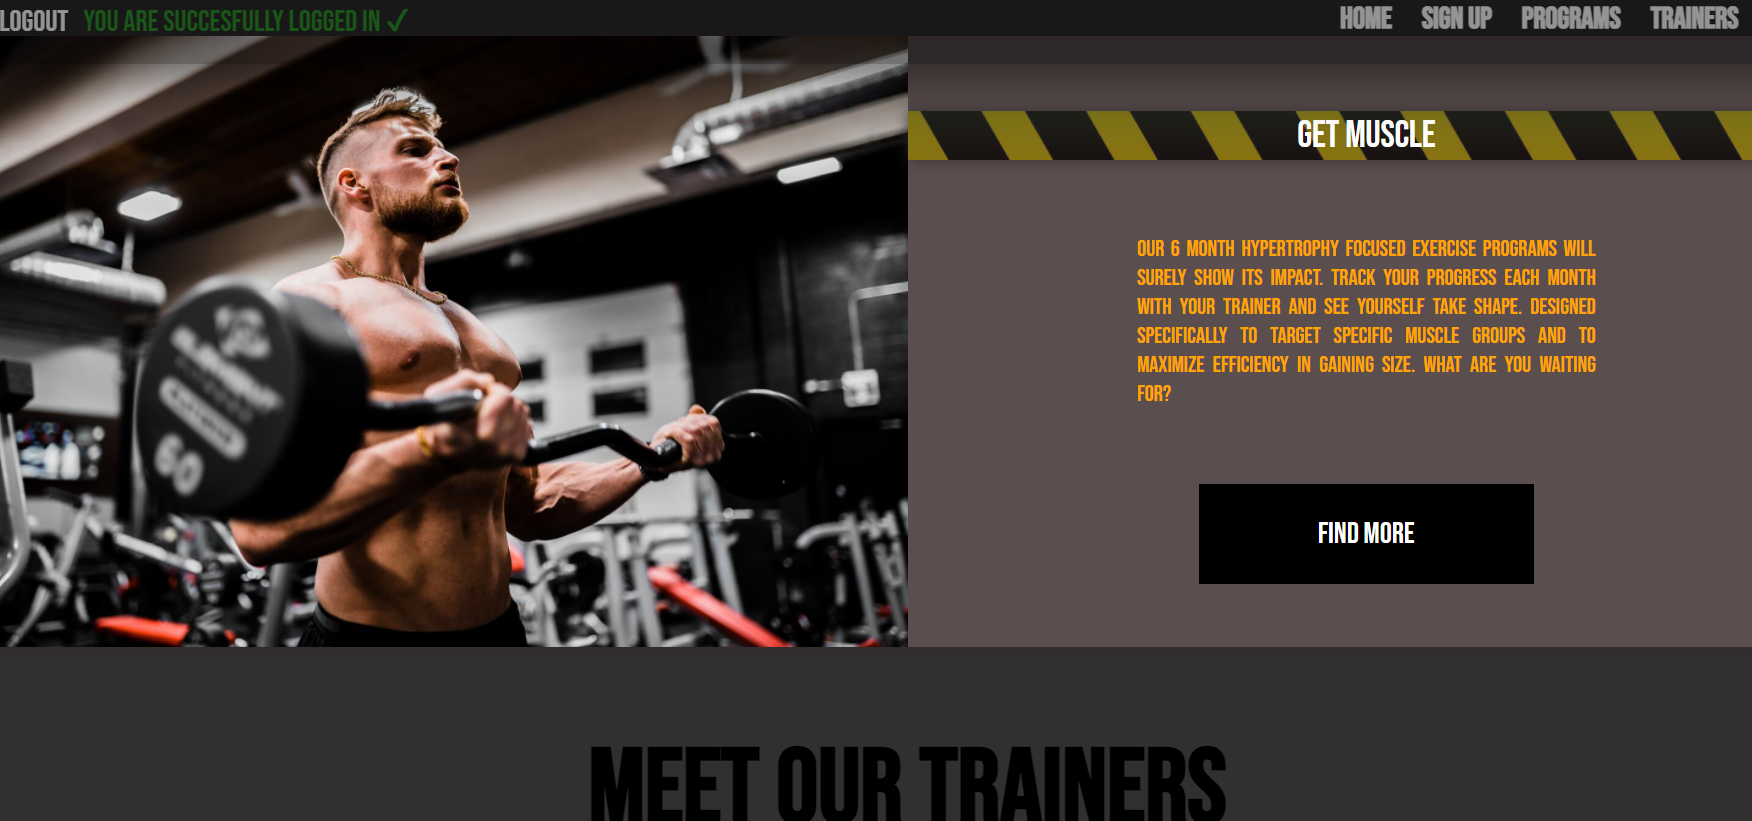 LOGOUT YOU ARE SUCCESFULLY LOGGED IN ✓ HOME SIGN UP PROGRAMS TRAINERS
GET MUSCLE
OUR 6 MONTH HYPERTROPHY FOCUSED EXERCISE PROGRAMS WILL
SURELY SHOW ITS IMPACT. TRACK YOUR PROGRESS EACH MONTH
WITH YOUR TRAINER AND SEE YOURSELF TAKE SHAPE. DESIGNED
SPECIFICALLY TO TARGET SPECIFIC MUSCLE GROUPS AND TO
MAXIMIZE EFFICIENCY IN GAINING SIZE. WHAT ARE YOU WAITING
FOR?
60
FIND MORE
MEET OUR TRAINERS